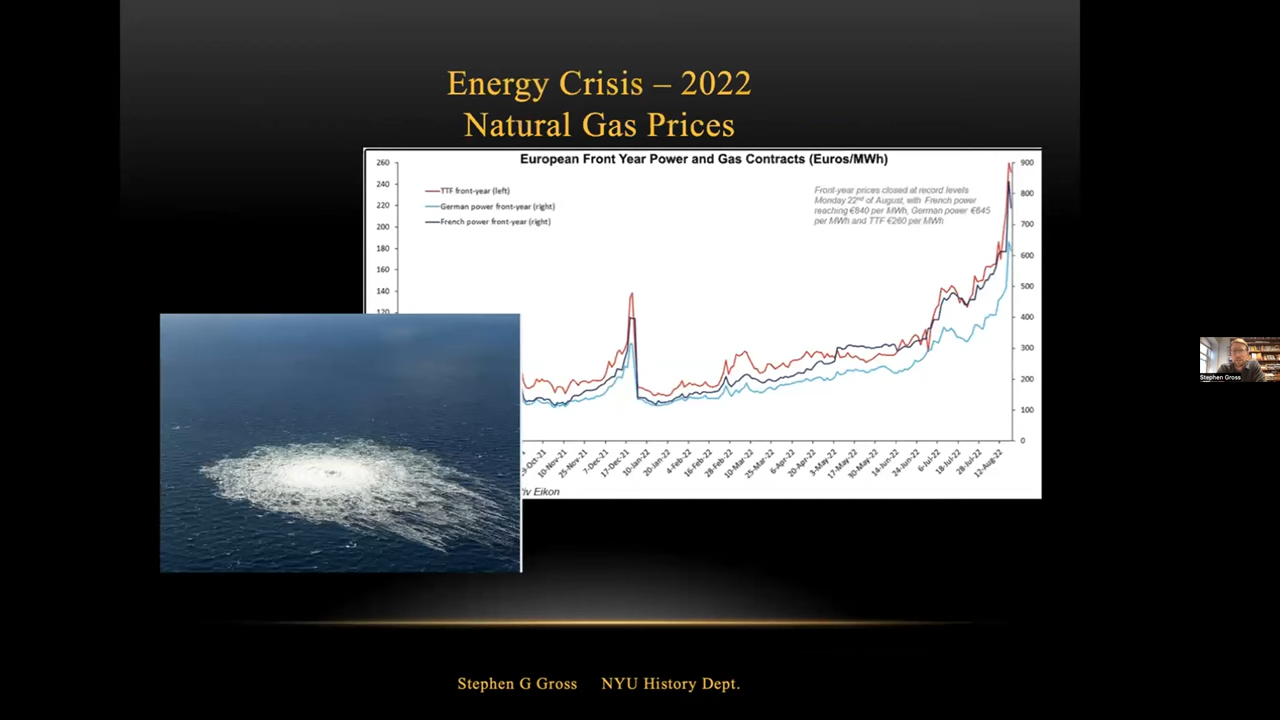 Energy Crisis – 2022
Natural Gas Prices
European Front Year Power and Gas Contracts (Euros/MWh)
260
240
220
200
180
160
140
120
TTF front-year (left)
German power front-year (right)
French power front-year (right)
Front-year prices closed at record levels
Monday 22nd of August, with French power
reaching €840 per MWh, German power €645
per MWh and TTF €260 per MWh
900
800
700
600
500
400
300
200
100
0
10-Nov-21
25-Nov-21
7-Dec-21
17-Dec-21
10-Jan-22
20-Jan-22
4-Feb-22
16-Feb-22
28-Feb-22
10-Mar-22
25-Mar-22
6-Apr-22
20-Apr-22
3-May-22
17-May-22
30-May-22
14-Jun-22
24-Jun-22
6-Jul-22
18-Jul-22
28-Jul-22
12-Aug-22
iv Eikon
Stephen Gross
Stephen G Gross NYU History Dept.